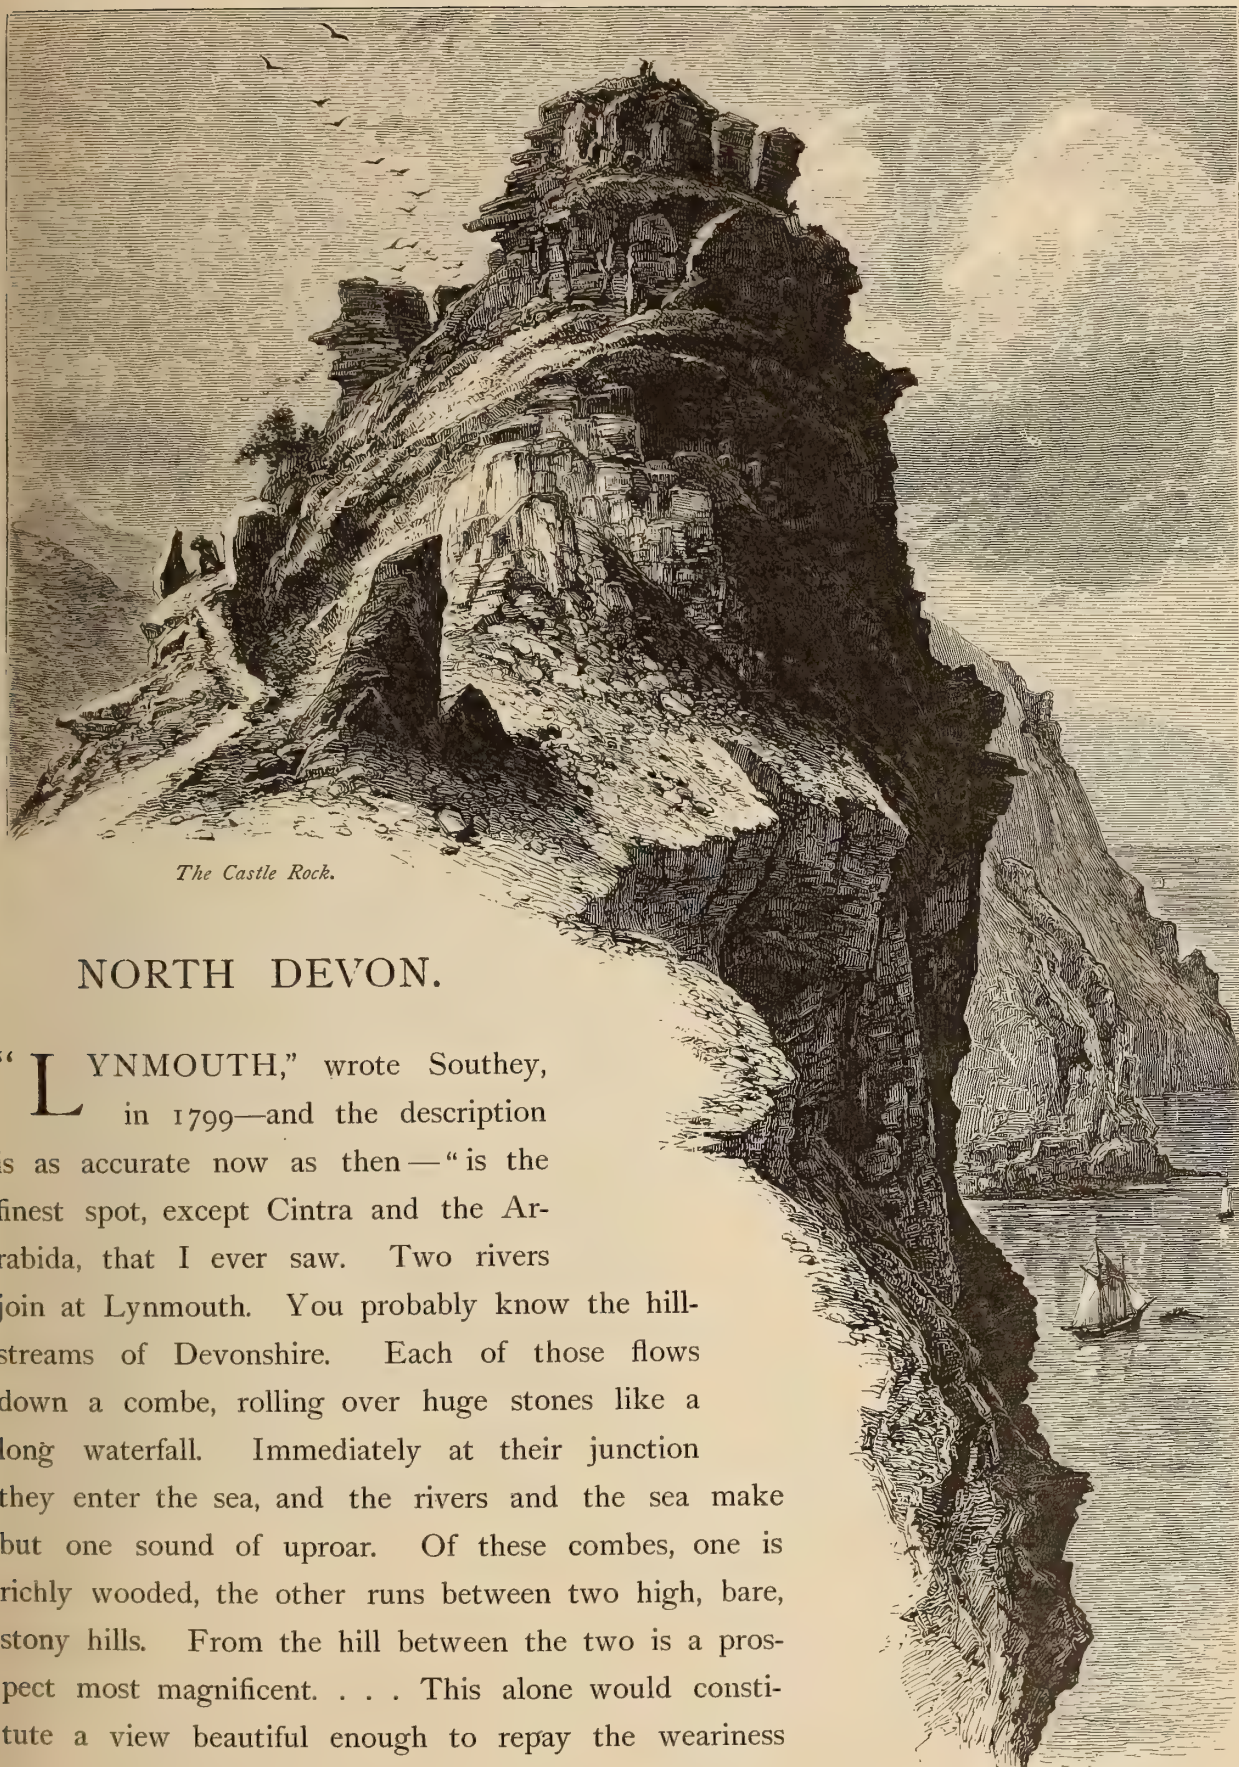 The Castle Rock.
NORTH DEVON.
“LYNMOUTH,” wrote Southey,
in 1799—and the description
is as accurate now as then—“is the
finest spot, except Cintra and the Ar-
rabida, that I ever saw. Two rivers
join at Lynmouth. You probably know the hill-
streams of Devonshire. Each of those flows
down a combe, rolling over huge stones like a
long waterfall. Immediately at their junction
they enter the sea, and the rivers and the sea make
but one sound of uproar. Of these combes, one is
richly wooded, the other runs between two high, bare,
stony hills. From the hill between the two is a pros-
pect most magnificent. . . . This alone would consti-
tute a view beautiful enough to repay the weariness